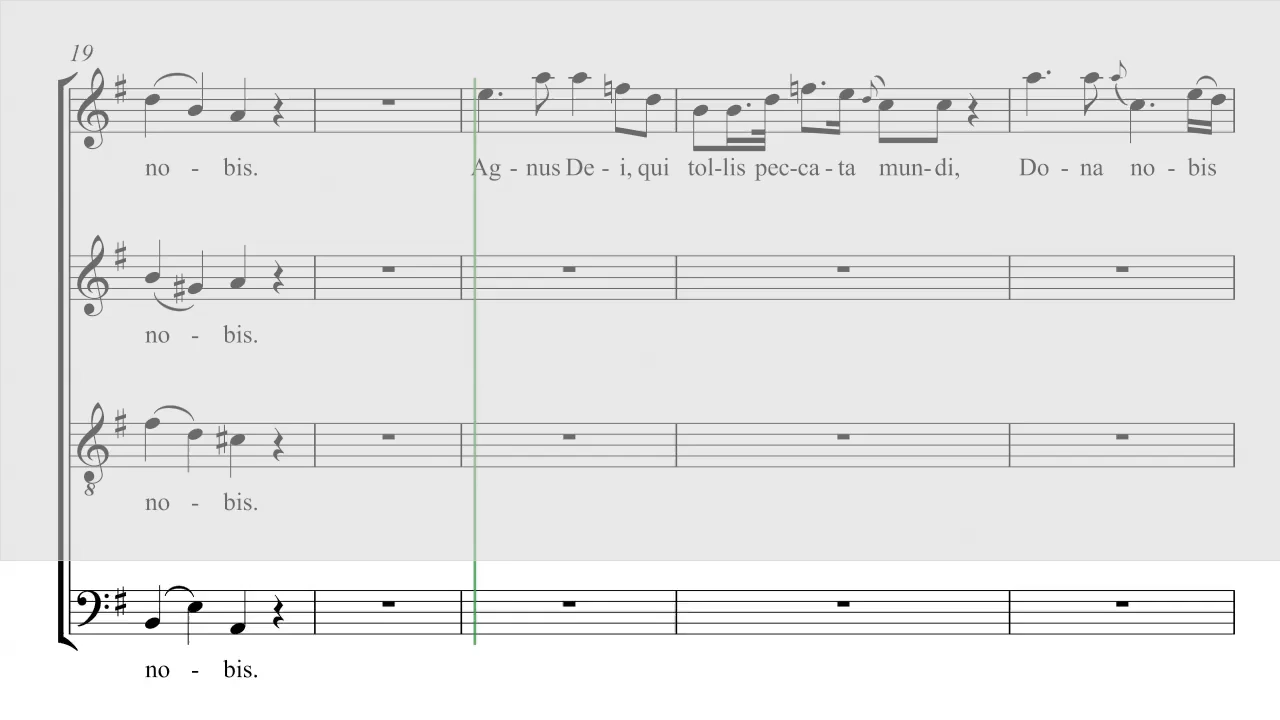 19
no - bis. Ag - nus De - i, qui tol-lis pec-ca - ta mun-di, Do - na no - bis
no - bis.
8
no - bis.
no - bis.